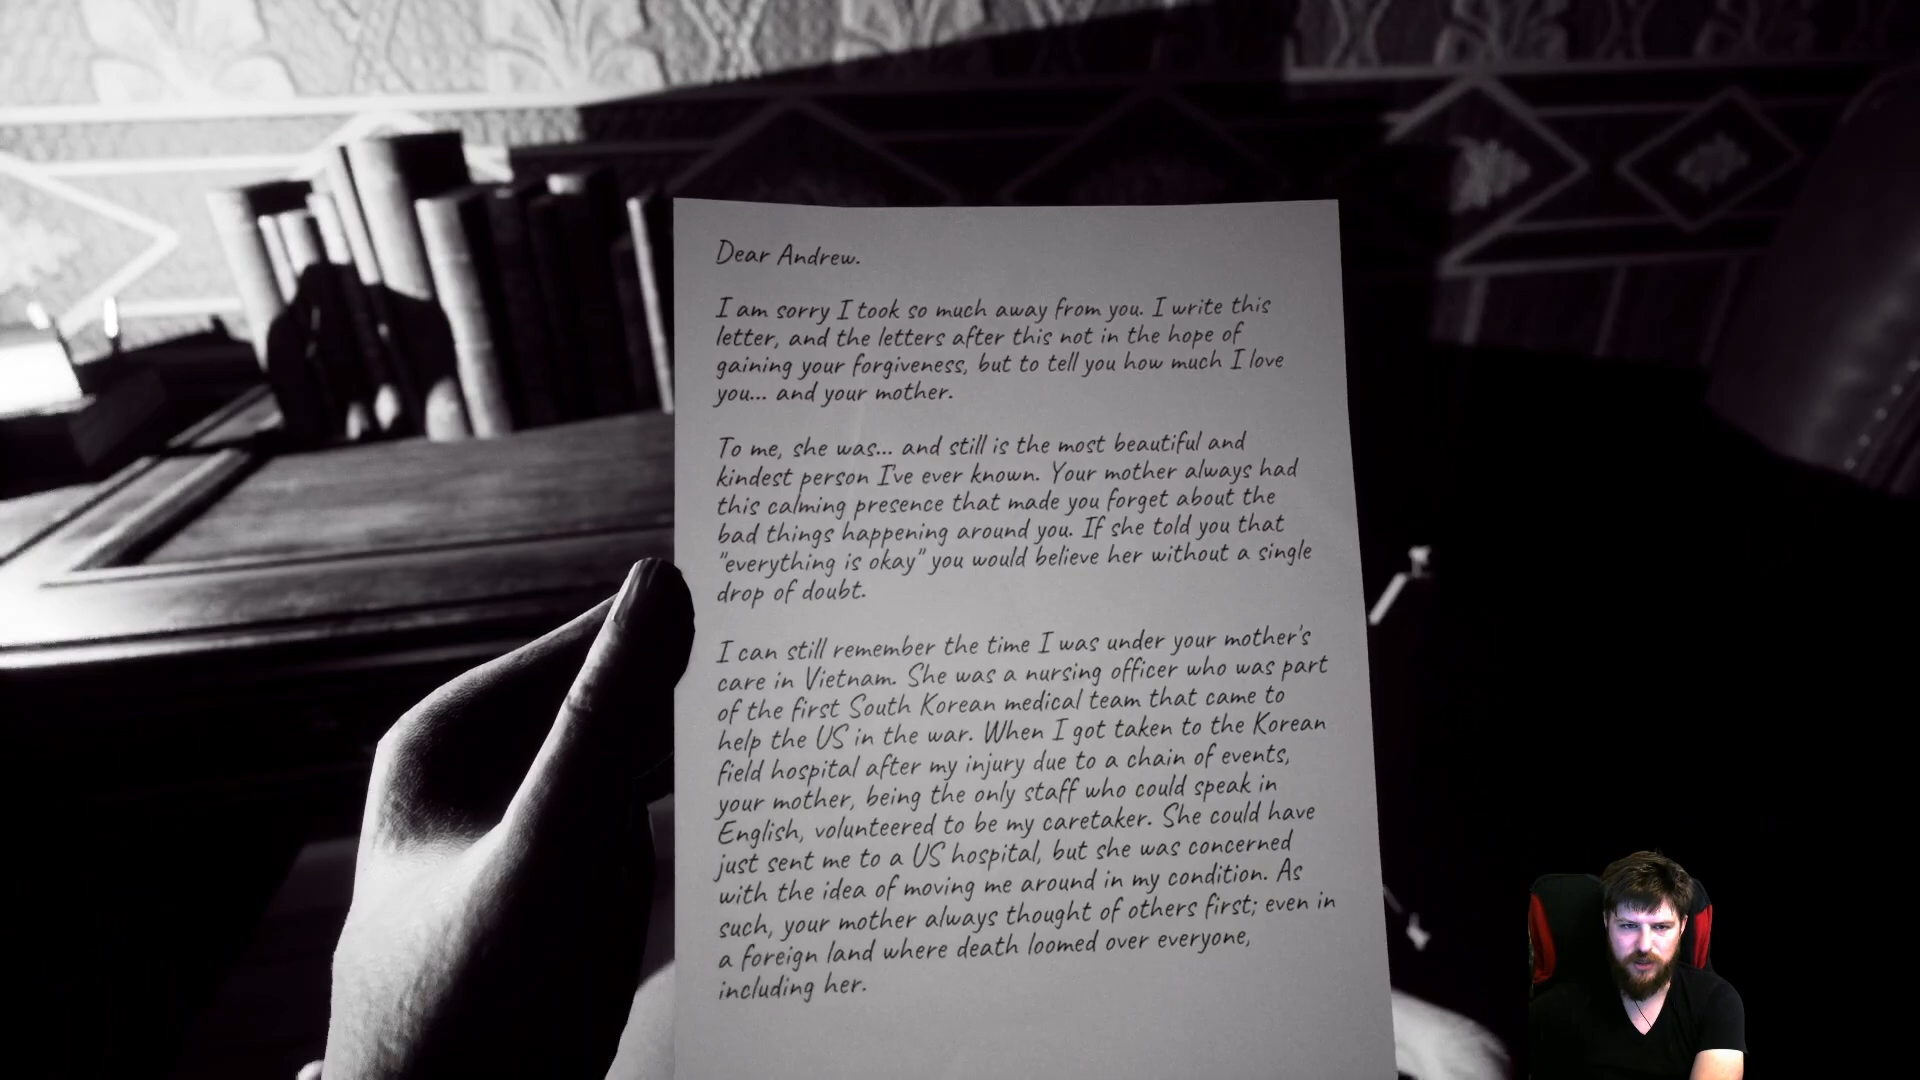 Dear Andrew.
I am sorry I took so much away from you. I write this
letter, and the letters after this not in the hope of
gaining your forgiveness, but to tell you how much I love
you... and your mother.
To me, she was... and still is the most beautiful and
kindest person I've ever known. Your mother always had
this calming presence that made you forget about the
bad things happening around you. If she told you that
"everything is okay" you would believe her without a single
drop of doubt.
I can still remember the time I was under your mother's
care in Vietnam. She was a nursing officer who was part
of the first South Korean medical team that came to
help the US in the war. When I got taken to the Korean
field hospital after my injury due to a chain of events,
your mother, being the only staff who could speak in
English, volunteered to be my caretaker. She could have
just sent me to a US hospital, but she was concerned
with the idea of moving me around in my condition. As
such, your mother always thought of others first; even in
a foreign land where death loomed over everyone,
including her.